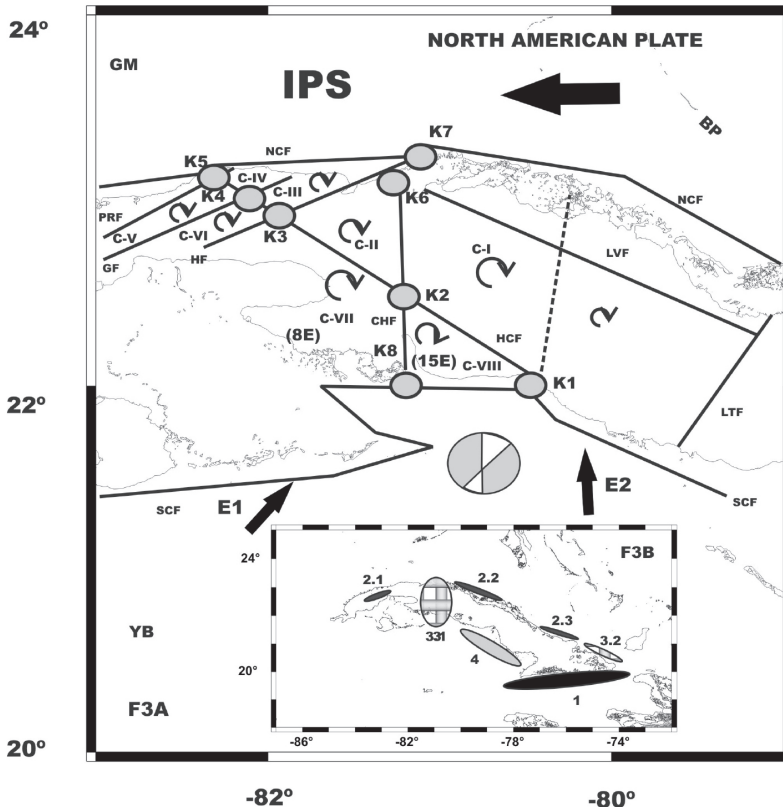 24º
NORTH AMERICAN PLATE
GM
IPS
BP
K7
NCF
K5
C-IV
K6
C-III
K4
NCF
PRF
K3
C-V
C-VI
C-II
C-I
LVF
GF
HF
K2
C-VII
CHF
HCF
(8E)
K8
(15E)
C-VIII
K1
22º
LTF
E1
E2
SCF
SCF
F3B
24°
2.1
2.2
2.3
3.2
4
YB
20°
1
F3A
-86°
-82°
-78°
-74°
20º
-82º
-80º